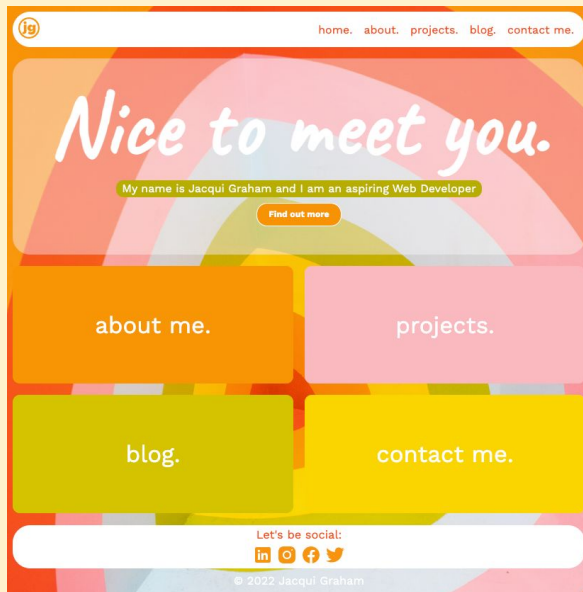 jg
home. about. projects. blog. contact me.
Nice to meet you.
My name is Jacqui Graham and I am an aspiring Web Developer
Find out more
about me.
projects.
blog.
contact me.
Let's be social:
in
© 2022 Jacqui Graham